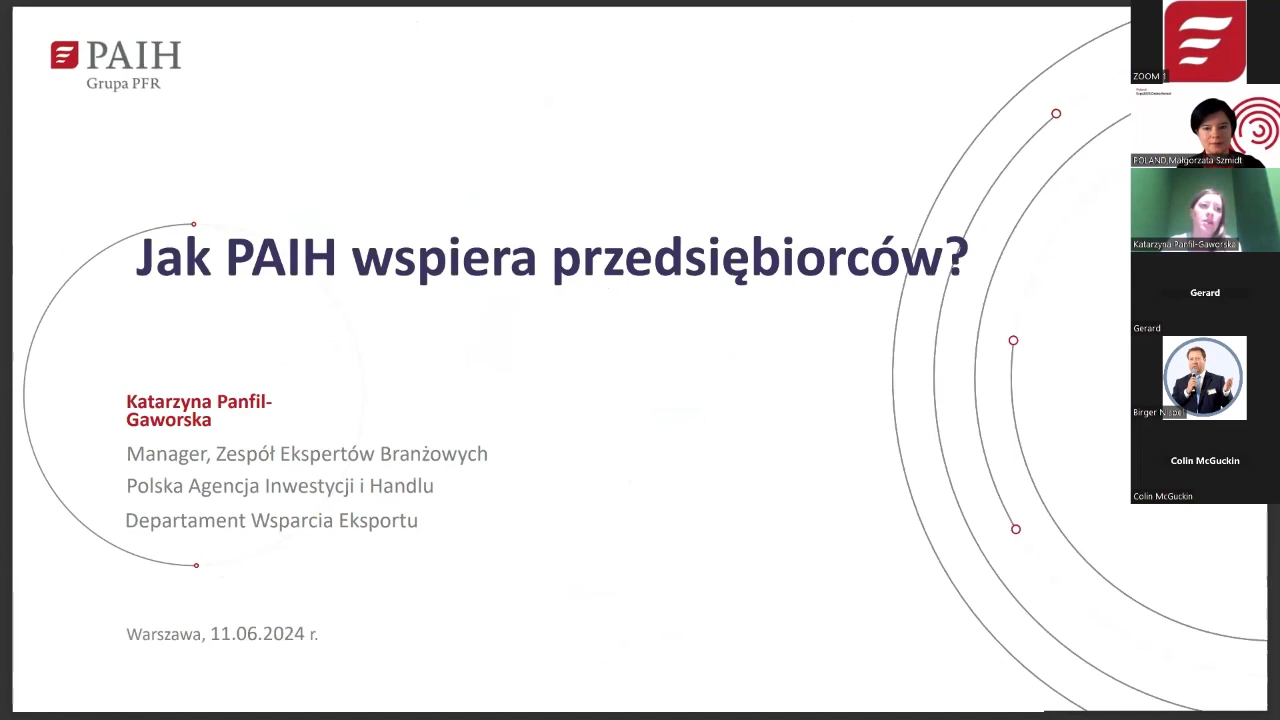 PAIH
Grupa PFR
Jak PAIH wspiera przedsiębiorców?
Katarzyna Panfil-
Gaworska
Manager, Zespół Ekspertów Branżowych
Polska Agencja Inwestycji i Handlu
Departament Wsparcia Eksportu
Warszawa, 11.06.2024 r.
ZOOM 1
POLAND Małgorzata Szmidt
Katarzyna Panfil-Gaworska
Gerard
Gerard
Birger
Colin McGuckin
Colin McGuckin